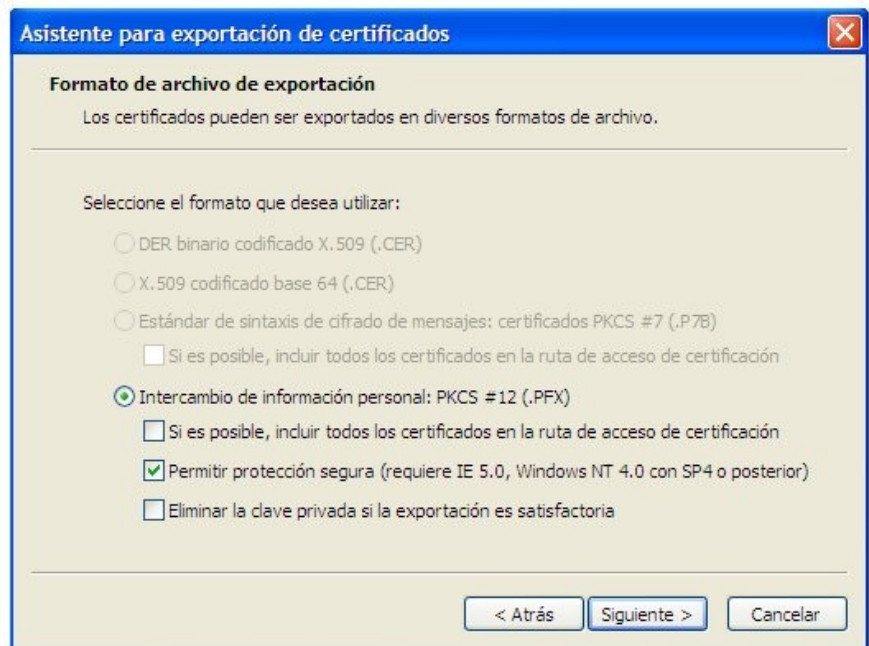 Asistente para exportación de certificados
Formato de archivo de exportación
Los certificados pueden ser exportados en diversos formatos de archivo.
Seleccione el formato que desea utilizar:
DER binario codificado X.509 (.CER)
X.509 codificado base 64 (.CER)
Estándar de sintaxis de cifrado de mensajes: certificados PKCS #7 (.P7B)
Si es posible, incluir todos los certificados en la ruta de acceso de certificación
Intercambio de información personal: PKCS #12 (.PFX)
Si es posible, incluir todos los certificados en la ruta de acceso de certificación
Permitir protección segura (requiere IE 5.0, Windows NT 4.0 con SP4 o posterior)
Eliminar la clave privada si la exportación es satisfactoria
< Atrás Siguiente > Cancelar